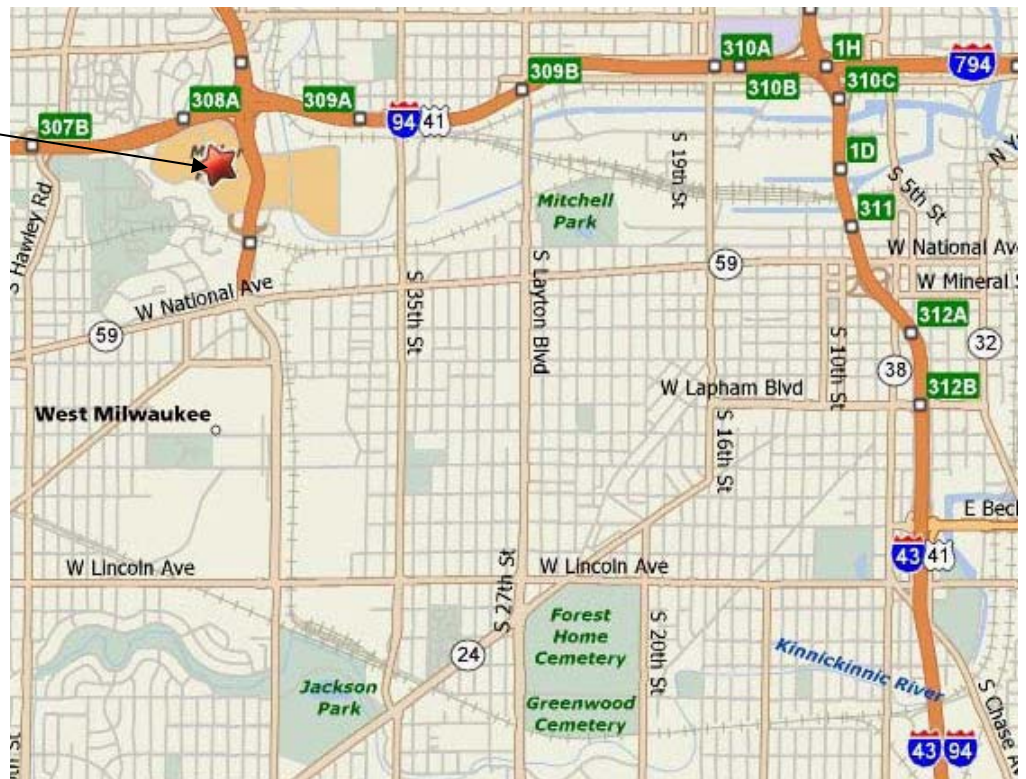 310A
1H
794
309B
310B
310C
308A
309A
94
41
307B
S 19th St
1D
S 5th St
S Hawley Rd
Mitchell
Park
311
W National Ave
59
W National Ave
S 35th St
S Layton Blvd
W Mineral
312A
59
S 10th St
32
38
W Lapham Blvd
312B
West Milwaukee
S 16th St
43
41
W Lincoln Ave
W Lincoln Ave
S 27th St
Forest
Home
Cemetery
S 20th St
24
Kinnickinnic River
Jackson
Park
Greenwood
Cemetery
S Chase
43
94